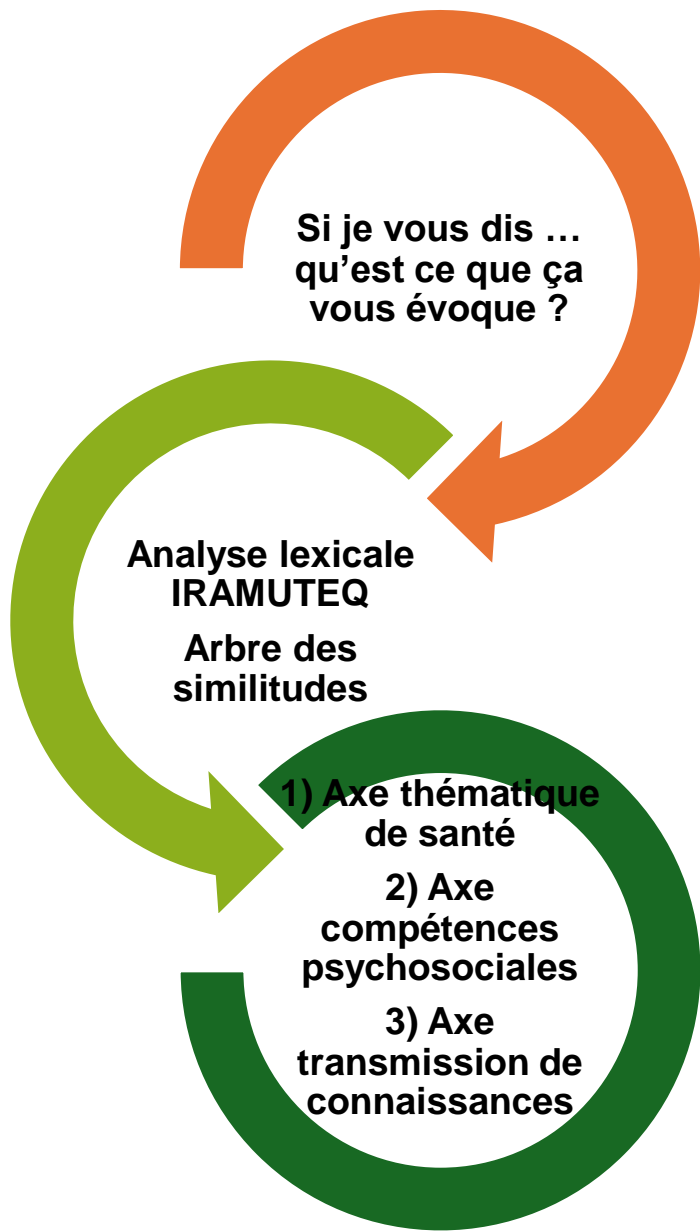 Si je vous dis …
qu’est ce que ça
vous évoque ?
Analyse lexicale
IRAMUTEQ
Arbre des
similitudes
1) Axe thématique
de santé
2) Axe
compétences
psychosociales
3) Axe
transmission de
connaissances